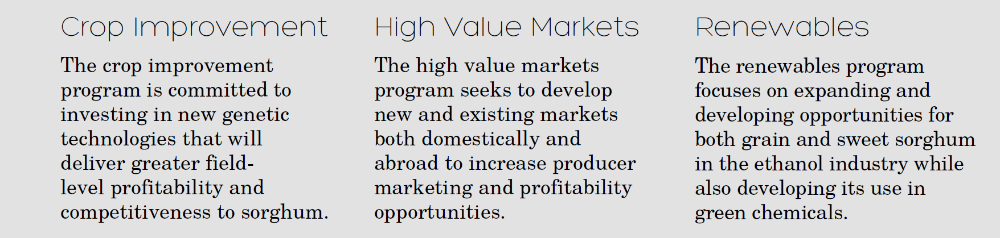 Crop Improvement
The crop improvement
program is committed to
investing in new genetic
technologies that will
deliver greater field-
level profitability and
competitiveness to sorghum.
High Value Markets
The high value markets
program seeks to develop
new and existing markets
both domestically and
abroad to increase producer
marketing and profitability
opportunities.
Renewables
The renewables program
focuses on expanding and
developing opportunities for
both grain and sweet sorghum
in the ethanol industry while
also developing its use in
green chemicals.